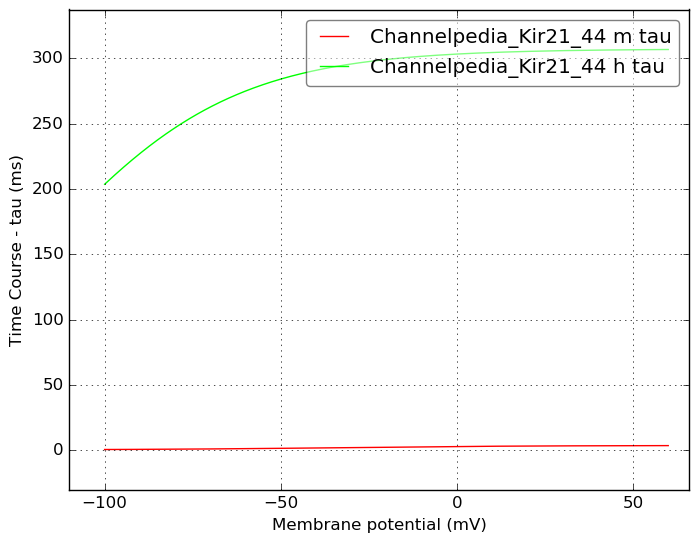 Channelpedia_Kir21_44 m tau
Channelpedia_Kir21_44 h tau
300
250
200
150
100
50
0
Time Course - tau (ms)
−100 −50 0 50
Membrane potential (mV)